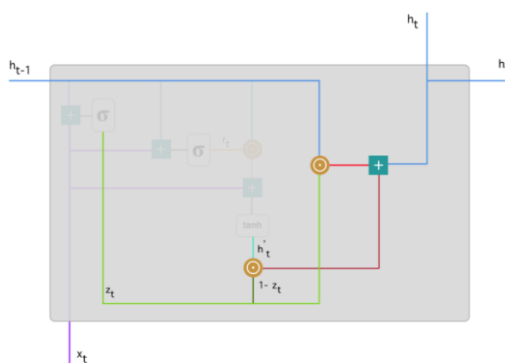 h_t
h_t-1
h
+
σ
+
σ
r_t
+
+
tanh
h'_t
1- z_t
z_t
x_t